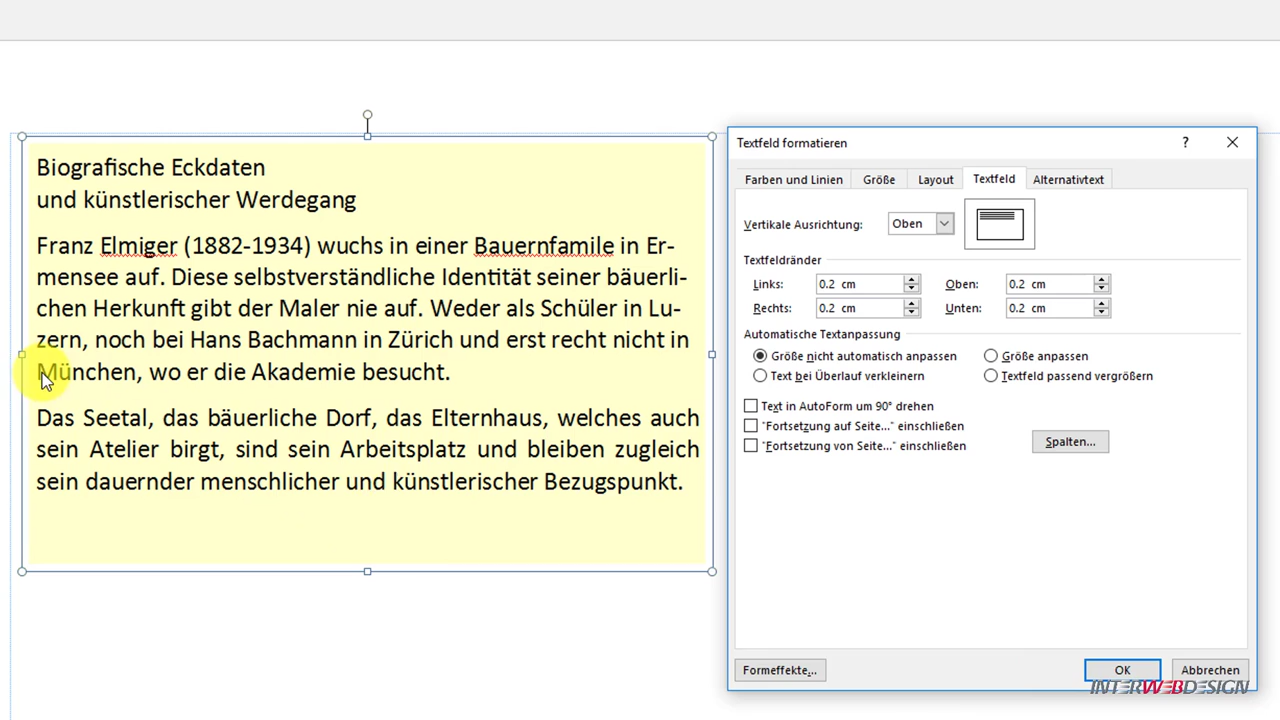 Biografische Eckdaten
und künstlerischer Werdegang
Franz Elmiger (1882-1934) wuchs in einer Bauernfamile in Er-
mensee auf. Diese selbstverständliche Identität seiner bäuerli-
chen Herkunft gibt der Maler nie auf. Weder als Schüler in Lu-
zern, noch bei Hans Bachmann in Zürich und erst recht nicht in
München, wo er die Akademie besucht.
Das Seetal, das bäuerliche Dorf, das Elternhaus, welches auch
sein Atelier birgt, sind sein Arbeitsplatz und bleiben zugleich
sein dauernder menschlicher und künstlerischer Bezugspunkt.
Textfeld formatieren ?
Farben und Linien Größe Layout Textfeld Alternativtext
Vertikale Ausrichtung: Oben
Textfeldränder
Links: 0.2 cm Oben: 0.2 cm
Rechts: 0.2 cm Unten: 0.2 cm
Automatische Textanpassung
Größe nicht automatisch anpassen Größe anpassen
Text bei Überlauf verkleinern Textfeld passend vergrößern
Text in AutoForm um 90° drehen
"Fortsetzung auf Seite..." einschließen
"Fortsetzung von Seite..." einschließen
Spalten...
Formeffekte... OK Abbrechen
INTERWEBDESIGN